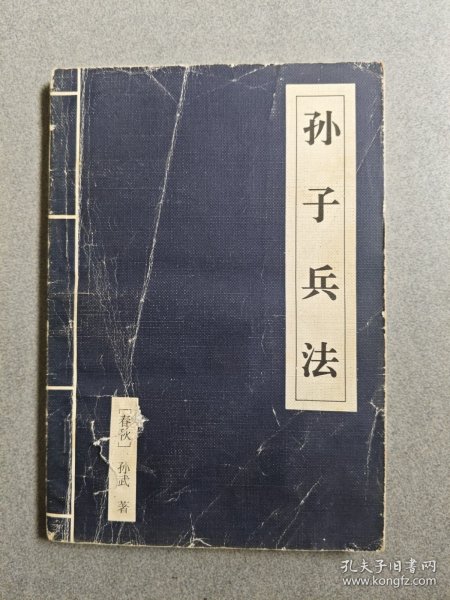 孙子兵法
[春秋] 孙武 著
孔夫子旧书网
www.kongfz.com